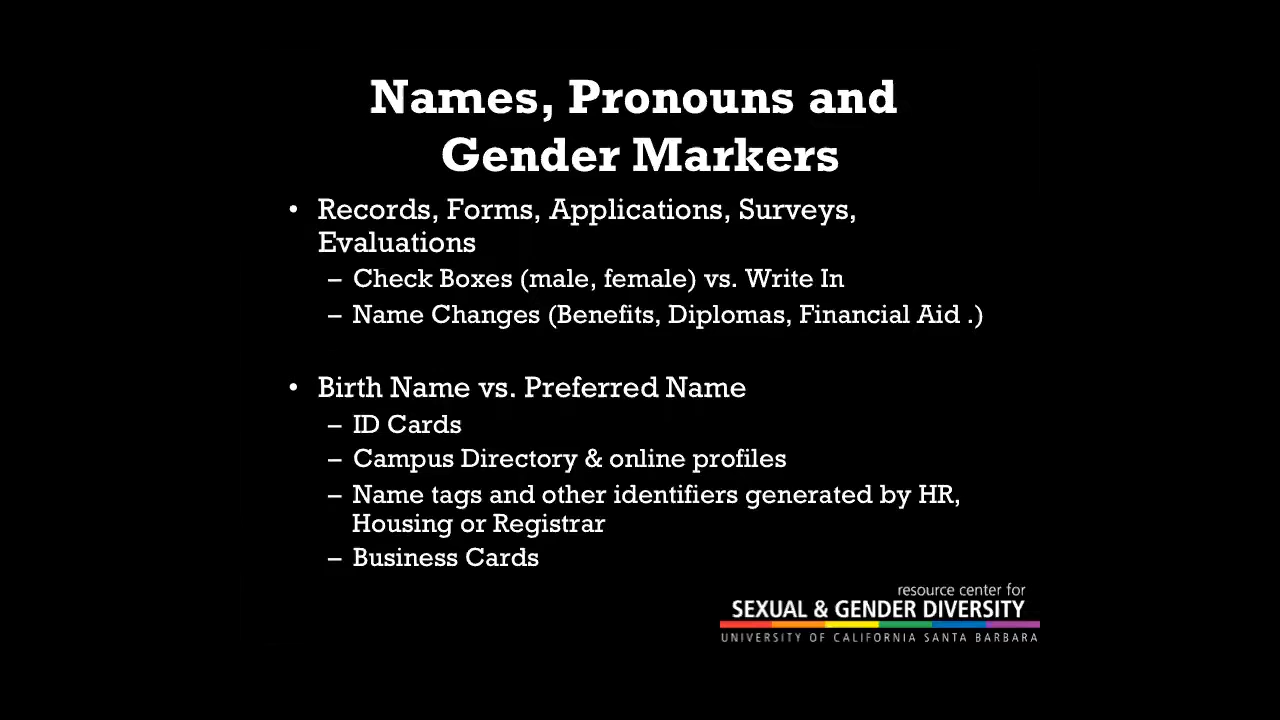 Names, Pronouns and
Gender Markers
• Records, Forms, Applications, Surveys,
Evaluations
– Check Boxes (male, female) vs. Write In
– Name Changes (Benefits, Diplomas, Financial Aid .)
• Birth Name vs. Preferred Name
– ID Cards
– Campus Directory & online profiles
– Name tags and other identifiers generated by HR,
Housing or Registrar
– Business Cards
resource center for
SEXUAL & GENDER DIVERSITY
UNIVERSITY OF CALIFORNIA SANTA BARBARA